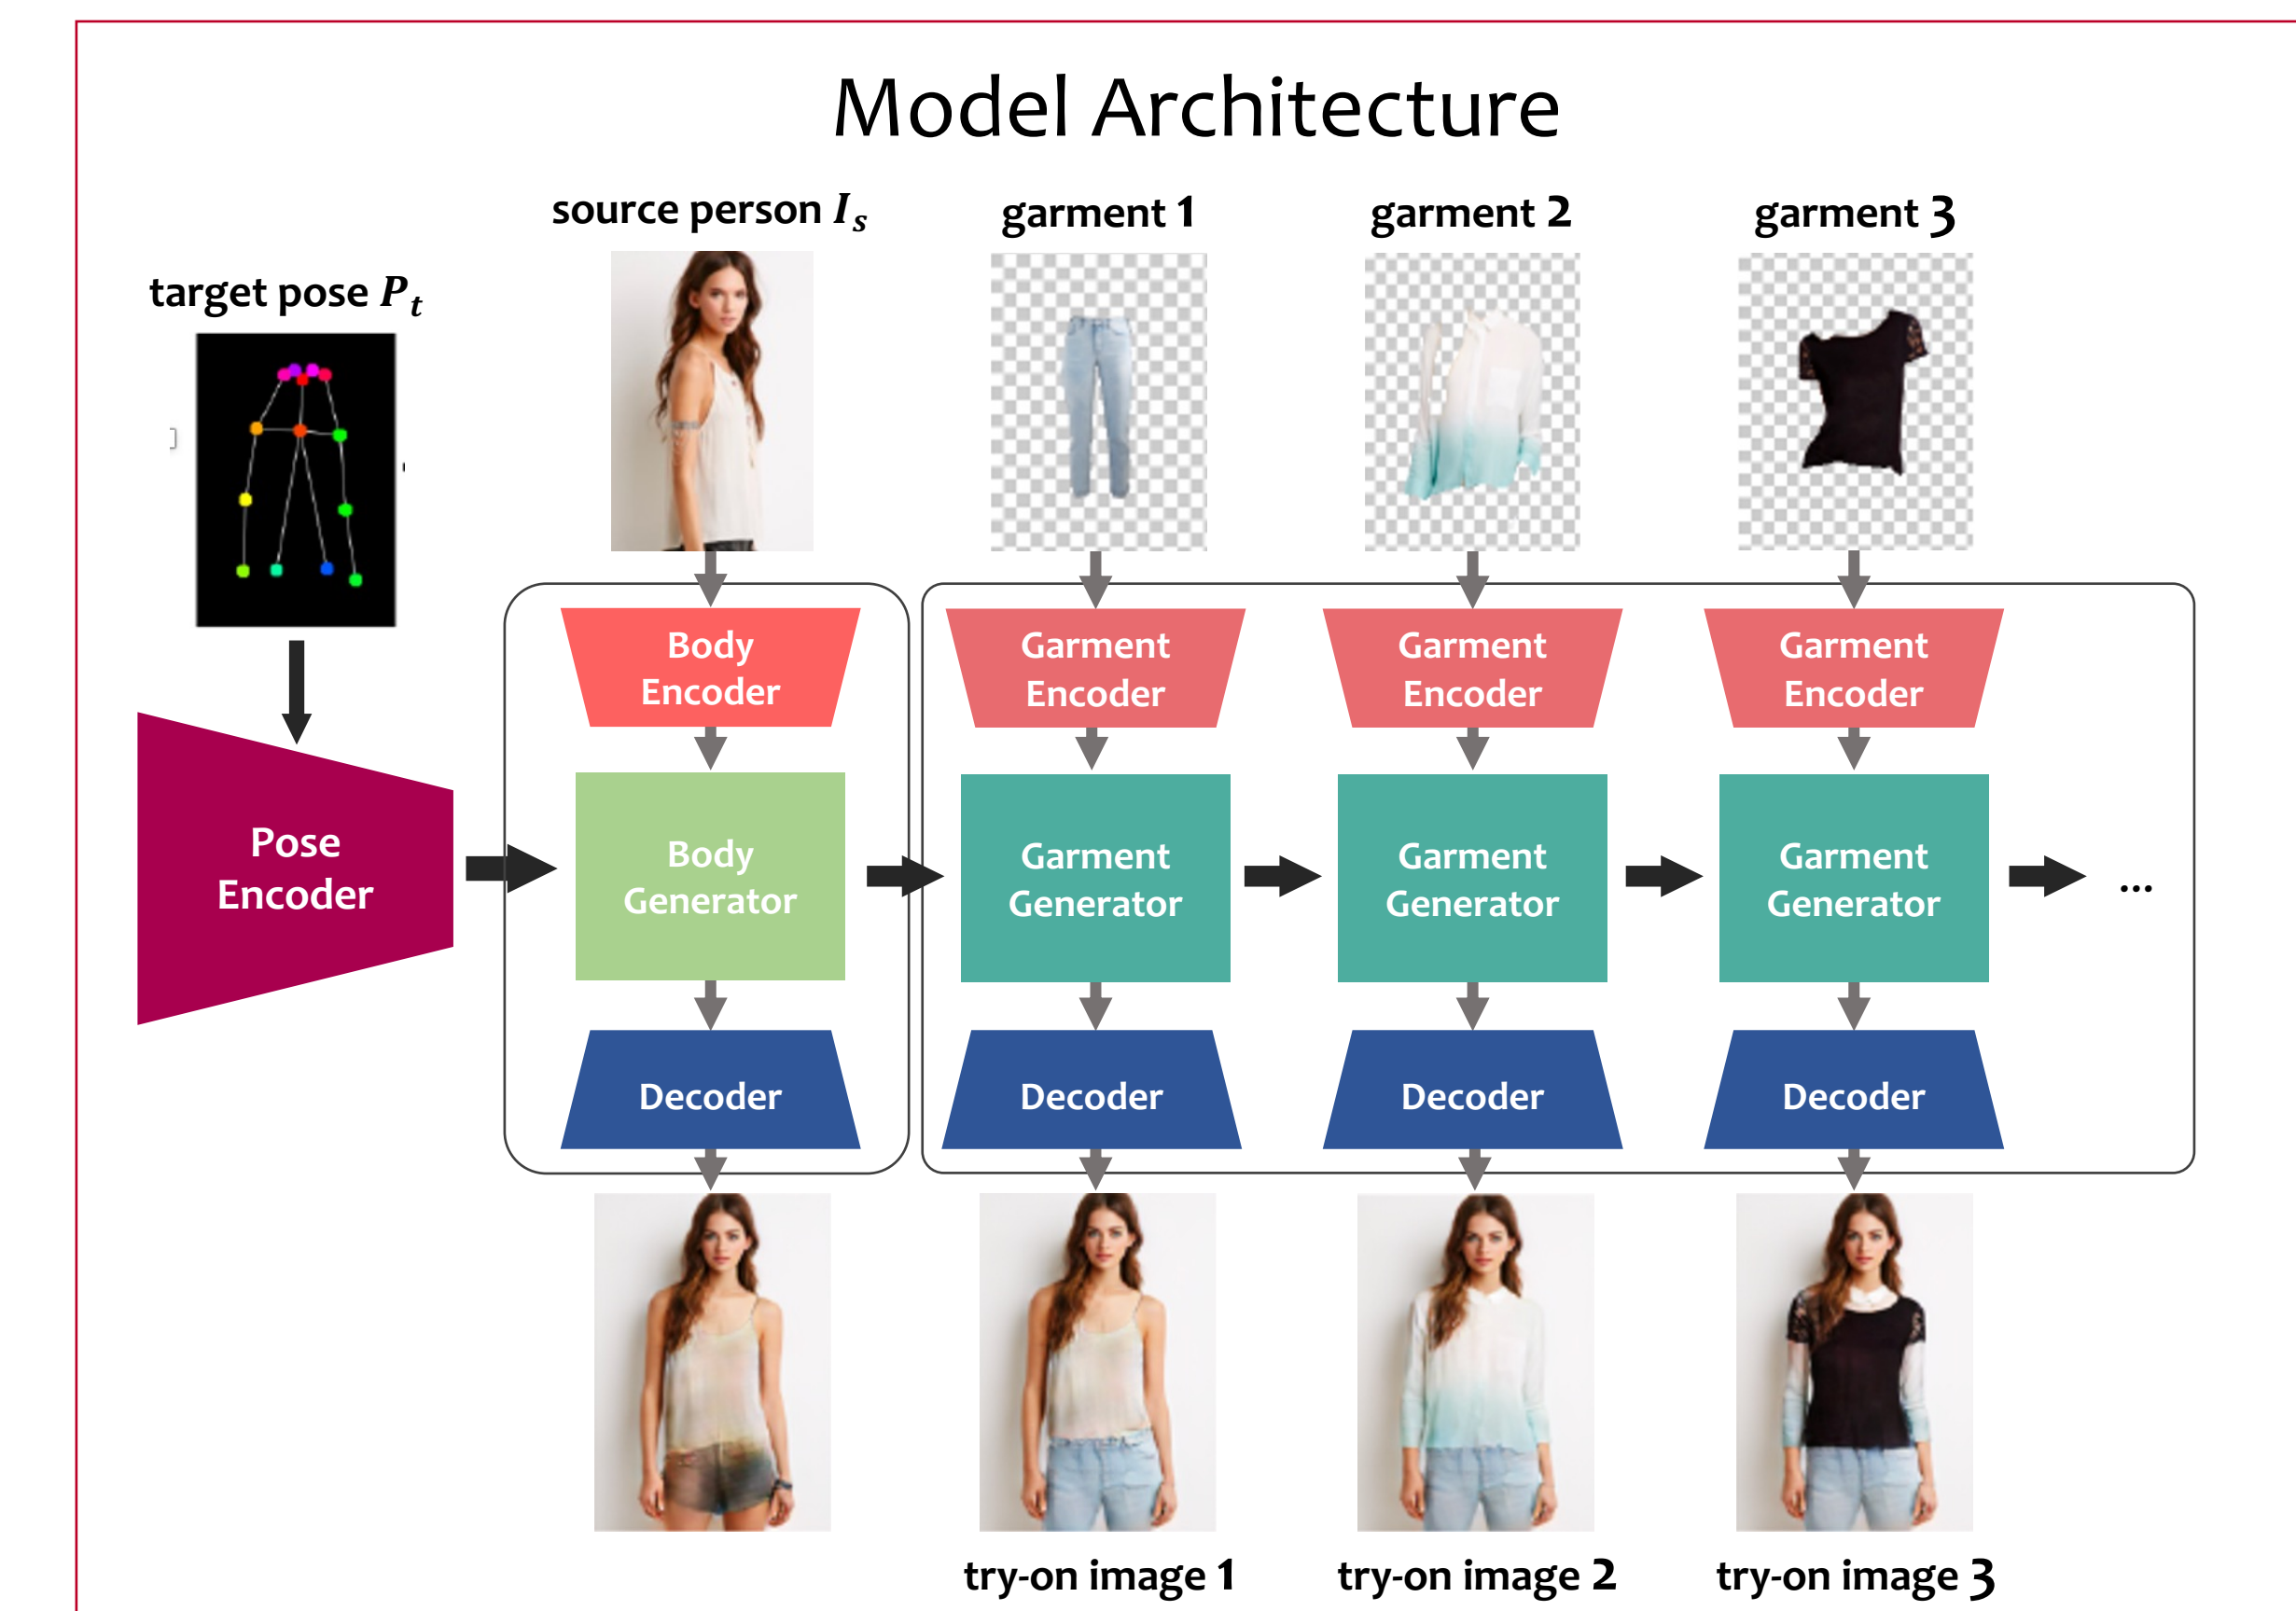 Model Architecture
source person I_s
garment 1
garment 2
garment 3
target pose P_t
Body
Encoder
Garment
Encoder
Garment
Encoder
Garment
Encoder
Pose
Encoder
Body
Generator
Garment
Generator
Garment
Generator
Garment
Generator
...
Decoder
Decoder
Decoder
Decoder
try-on image 1
try-on image 2
try-on image 3